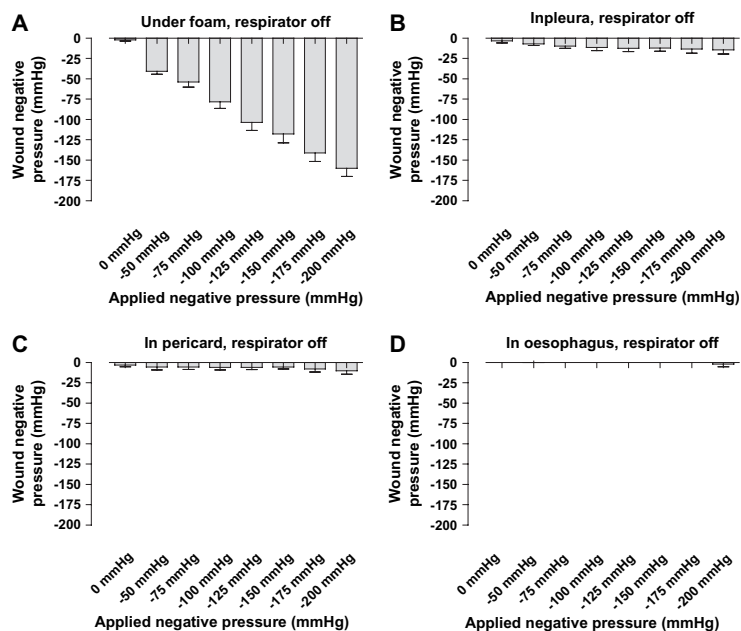 A
Under foam, respirator off
Wound negative
pressure (mmHg)
0
-25
-50
-75
-100
-125
-150
-175
-200
0 mmHg
-50 mmHg
-75 mmHg
-100 mmHg
-125 mmHg
-150 mmHg
-175 mmHg
-200 mmHg
Applied negative pressure (mmHg)
B
Inpleura, respirator off
Wound negative
pressure (mmHg)
0
-25
-50
-75
-100
-125
-150
-175
-200
0 mmHg
-50 mmHg
-75 mmHg
-100 mmHg
-125 mmHg
-150 mmHg
-175 mmHg
-200 mmHg
Applied negative pressure (mmHg)
C
In pericard, respirator off
Wound negative
pressure (mmHg)
0
-25
-50
-75
-100
-125
-150
-175
-200
0 mmHg
-50 mmHg
-75 mmHg
-100 mmHg
-125 mmHg
-150 mmHg
-175 mmHg
-200 mmHg
Applied negative pressure (mmHg)
D
In oesophagus, respirator off
Wound negative
pressure (mmHg)
0
-25
-50
-75
-100
-125
-150
-175
-200
0 mmHg
-50 mmHg
-75 mmHg
-100 mmHg
-125 mmHg
-150 mmHg
-175 mmHg
-200 mmHg
Applied negative pressure (mmHg)